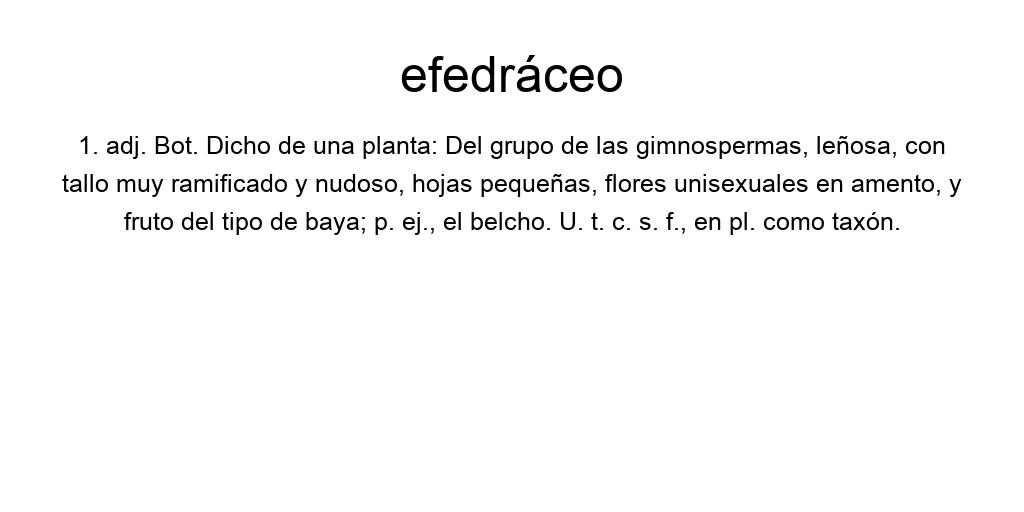 efedráceo
1. adj. Bot. Dicho de una planta: Del grupo de las gimnospermas, leñosa, con
tallo muy ramificado y nudoso, hojas pequeñas, flores unisexuales en amento, y
fruto del tipo de baya; p. ej., el belcho. U. t. c. s. f., en pl. como taxón.